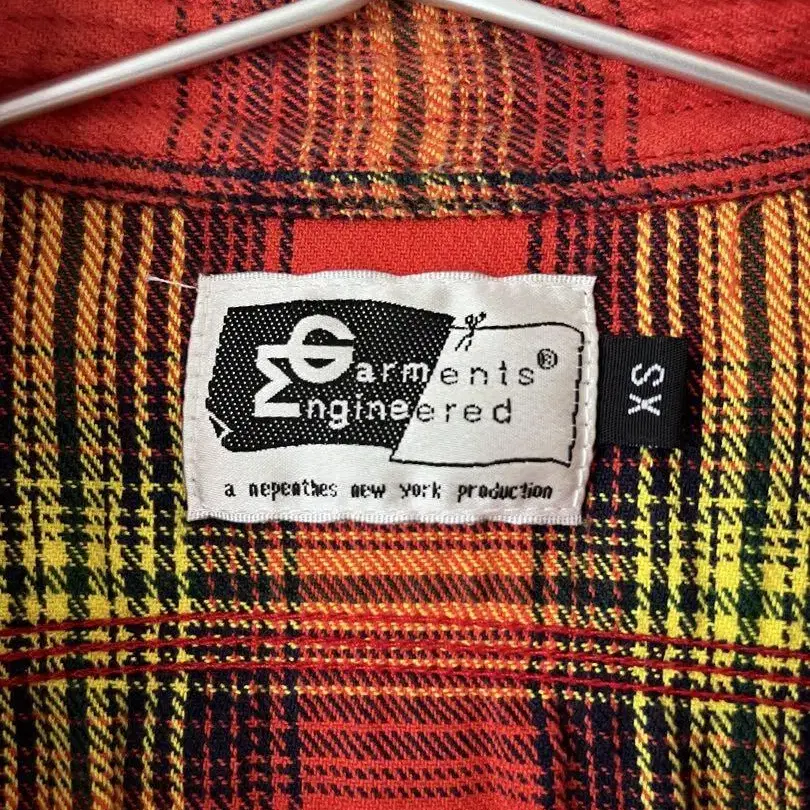 Garments®
Engineered
a nepenthes new york production
XS